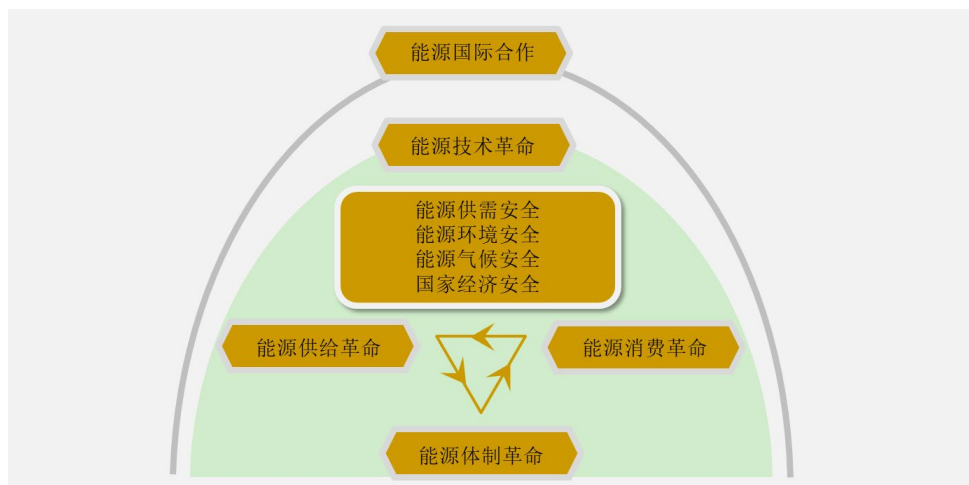 能源国际合作
能源技术革命
能源供需安全
能源环境安全
能源气候安全
国家经济安全
能源供给革命
能源消费革命
能源体制革命